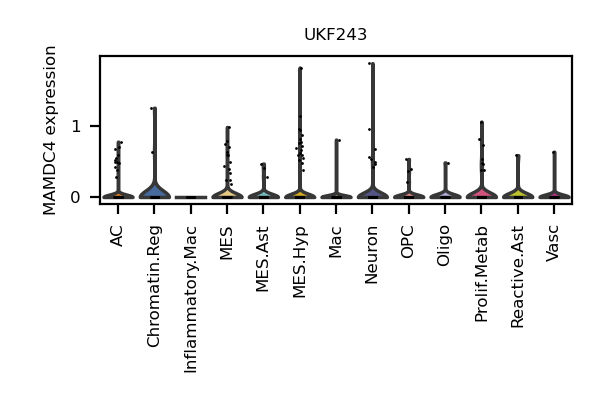 UKF243
MAMDC4 expression
1
0
AC
Chromatin.Reg
Inflammatory.Mac
MES
MES.Ast
MES.Hyp
Mac
Neuron
OPC
Oligo
Prolif.Metab
Reactive.Ast
Vasc